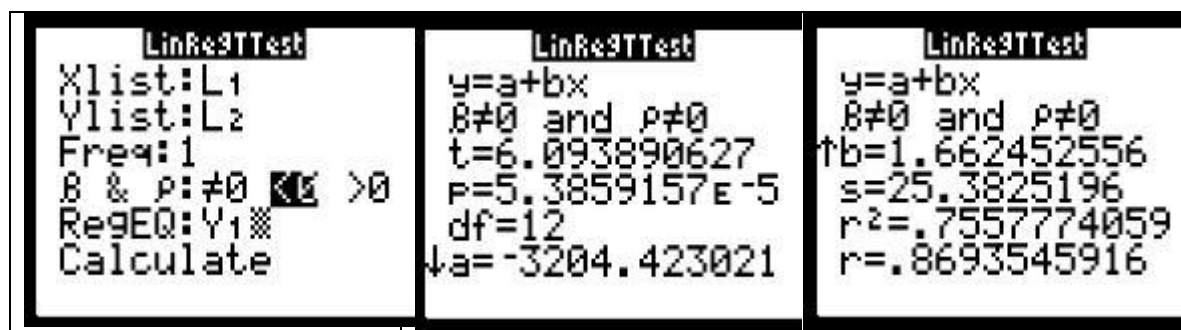 LinRegTTest
Xlist:L₁
Ylist:L₂
Freq:1
β & ρ:≠0 <0 >0
RegEQ:Y₁
Calculate
LinRegTTest
y=a+bx
β≠0 and ρ≠0
t=6.093890627
p=5.3859157ᴇ-5
df=12
↓a=-3204.423021
LinRegTTest
y=a+bx
β≠0 and ρ≠0
↑b=1.662452556
s=25.3825196
r²=.7557774059
r=.8693545916